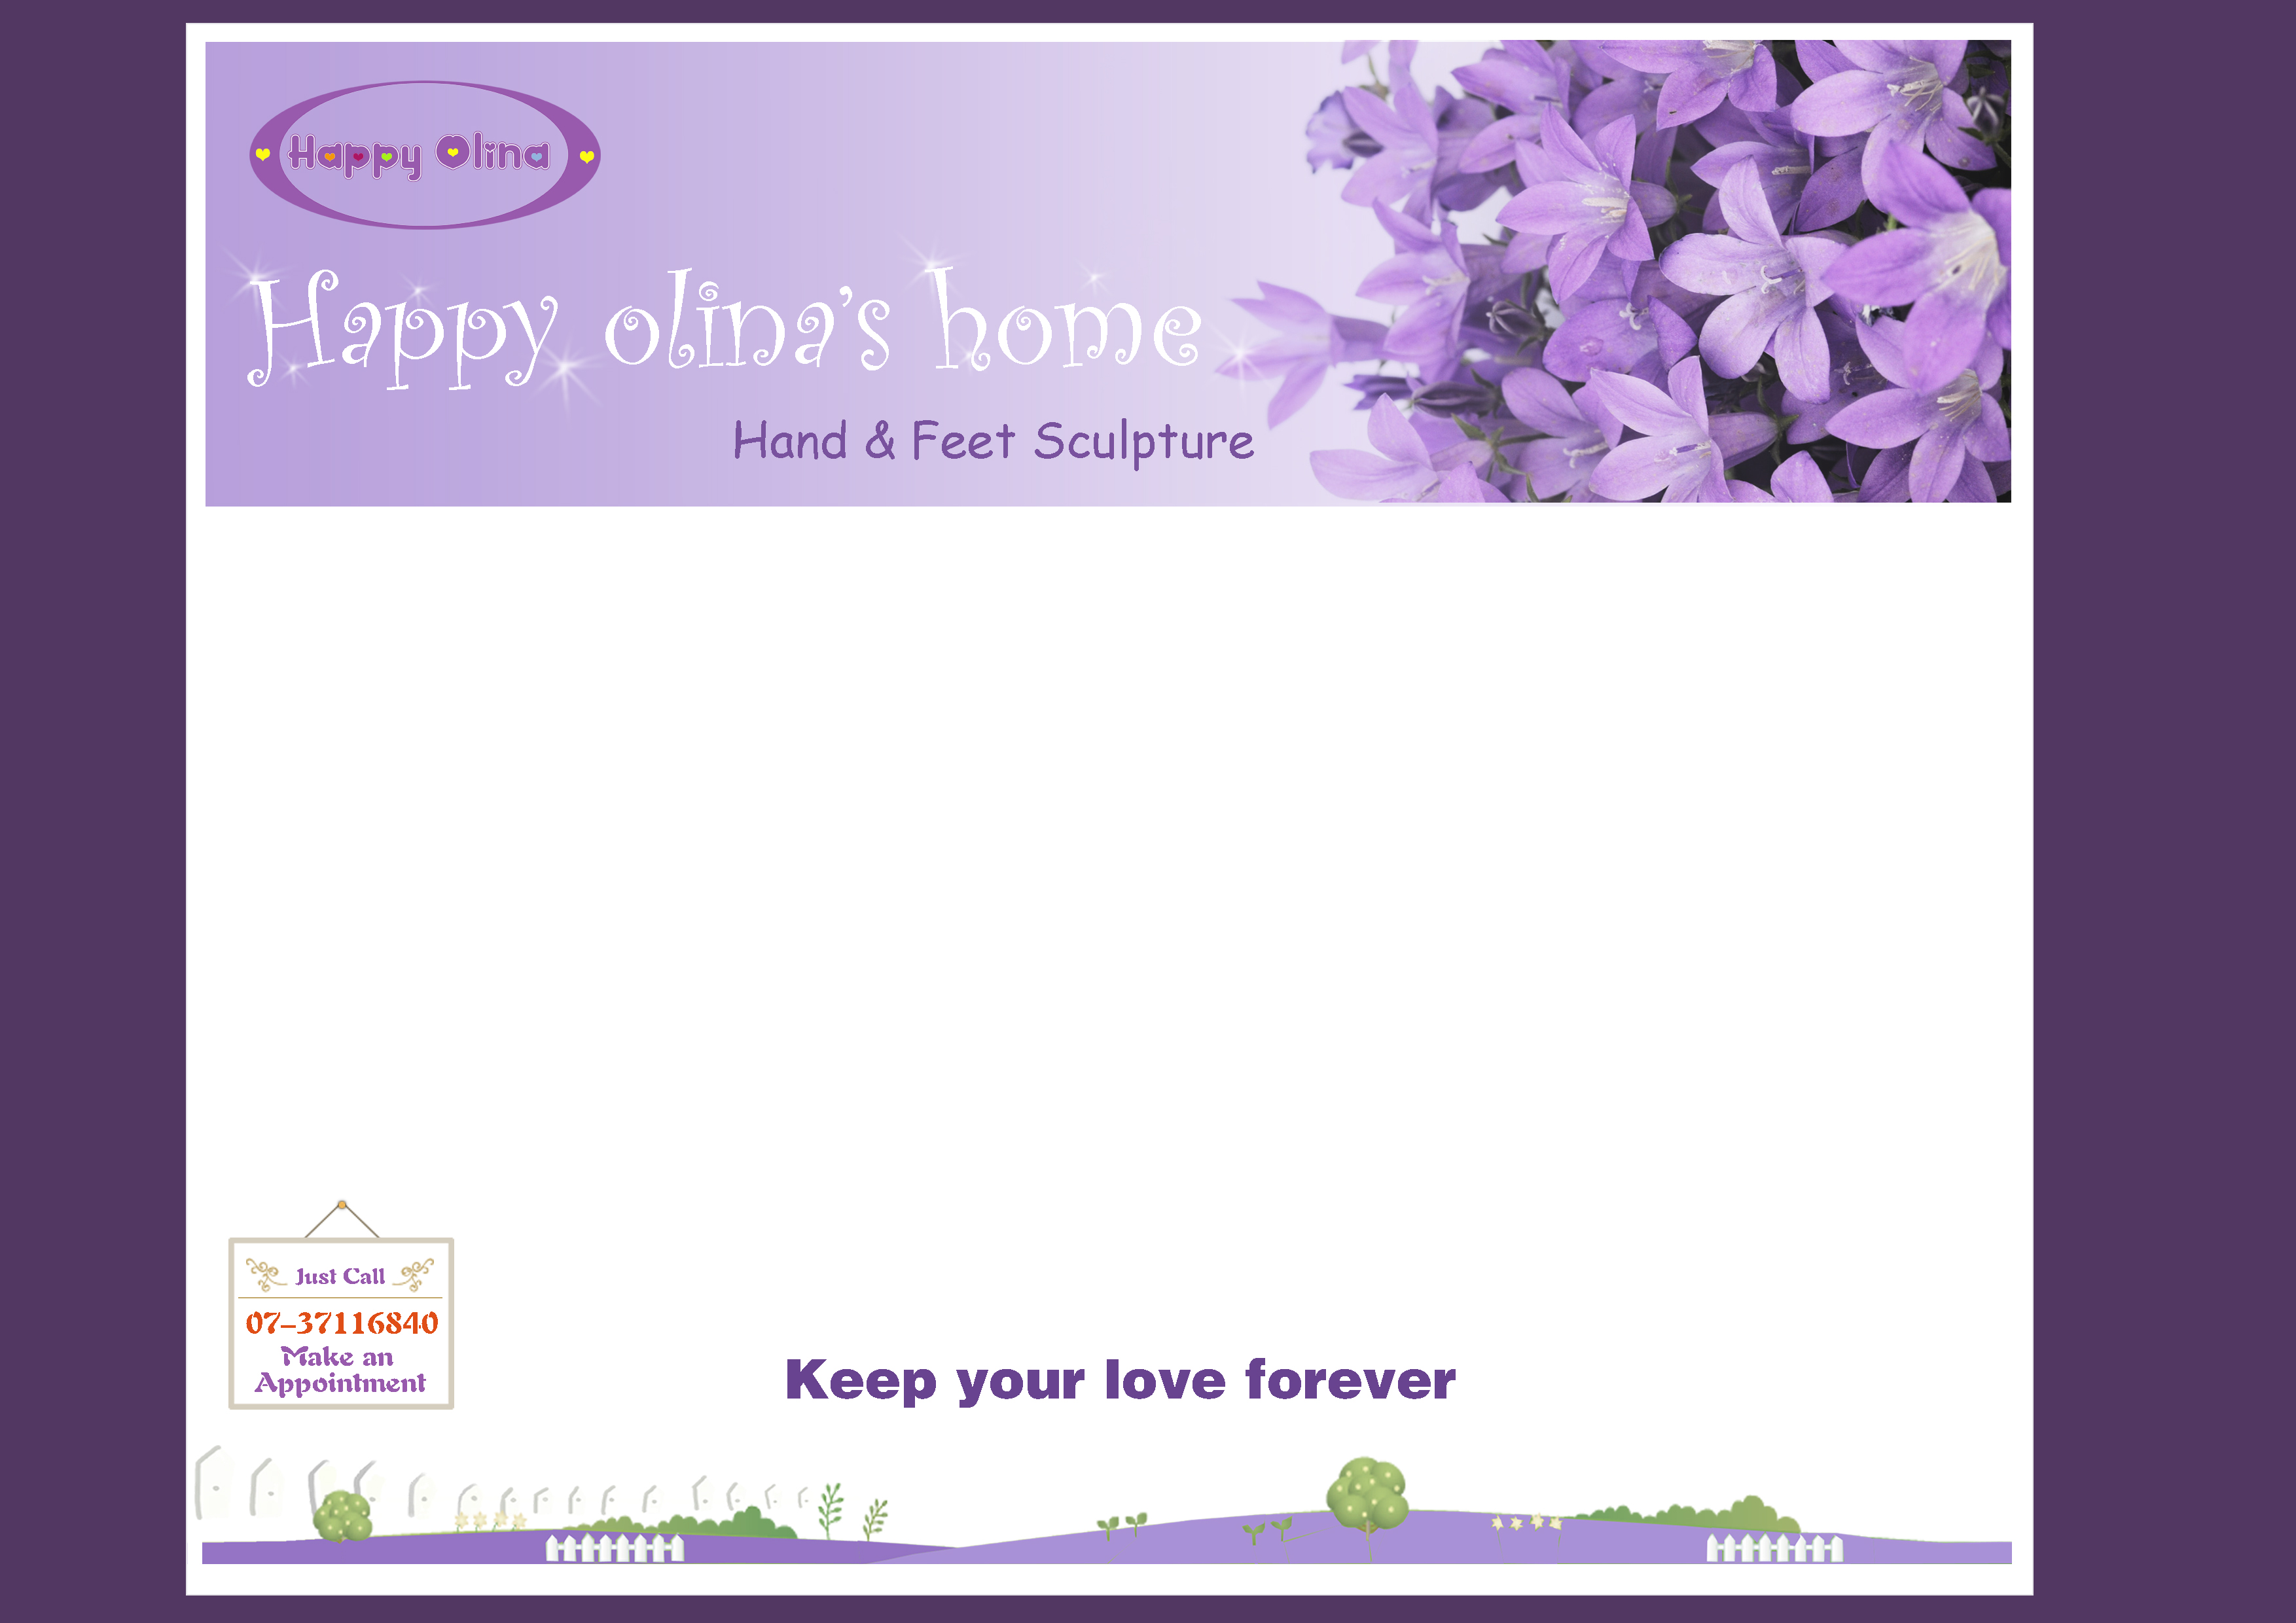 Happy Olina
Happy olina's home
Hand & Feet Sculpture
Just Call
07-37116840
Make an
Appointment
Keep your love forever